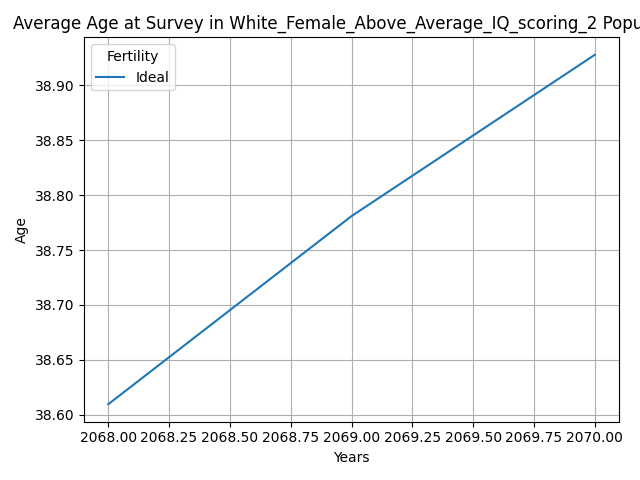 Average Age at Survey in White_Female_Above_Average_IQ_scoring_2 Popu
Fertility
Ideal
38.90
38.85
38.80
38.75
38.70
38.65
38.60
Age
2068.00 2068.25 2068.50 2068.75 2069.00 2069.25 2069.50 2069.75 2070.00
Years